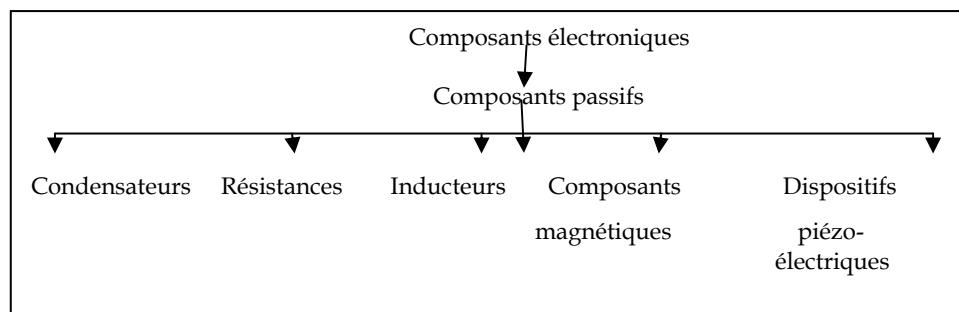 Composants électroniques
Composants passifs
Condensateurs Résistances Inducteurs Composants Dispositifs
magnétiques piézo-
électriques